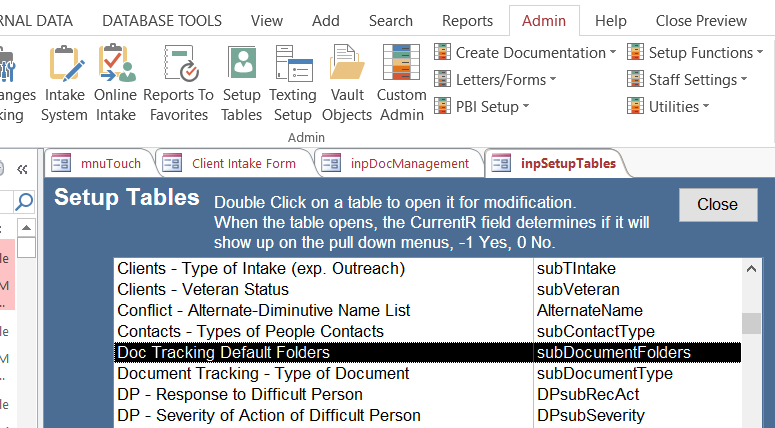 RNAL DATA DATABASE TOOLS View Add Search Reports Admin Help Close Preview
anges Intake Online Reports To Setup Texting Vault Custom
king System Intake Favorites Tables Setup Objects Admin
Create Documentation Setup Functions
Letters/Forms Staff Settings
PBI Setup Utilities
Admin
mnuTouch Client Intake Form inpDocManagement inpSetupTables
Setup Tables
Double Click on a table to open it for modification.
When the table opens, the CurrentR field determines if it will
show up on the pull down menus, -1 Yes, 0 No.
Close
Clients - Type of Intake (exp. Outreach) subTIntake
Clients - Veteran Status subVeteran
Conflict - Alternate-Diminutive Name List AlternateName
Contacts - Types of People Contacts subContactType
Doc Tracking Default Folders subDocumentFolders
Document Tracking - Type of Document subDocumentType
DP - Response to Difficult Person DPsubRecAct
DP - Severity of Action of Difficult Person DPsubSeverity